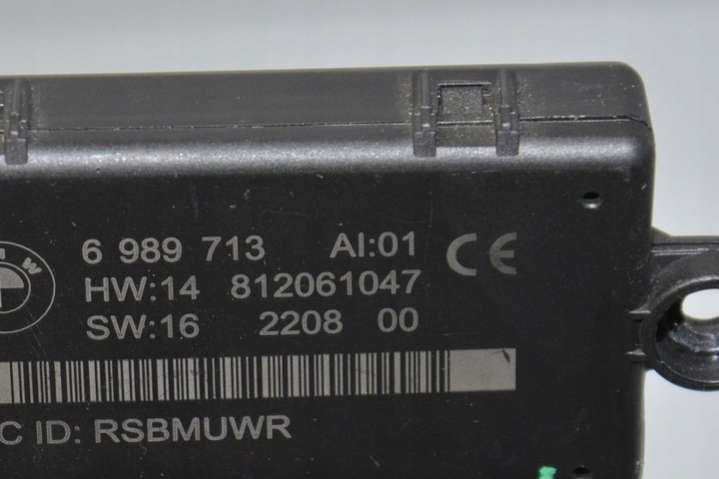 6 989 713 AI:01 CE
HW:14 812061047
SW:16 2208 00
W
C ID: RSBMUWR